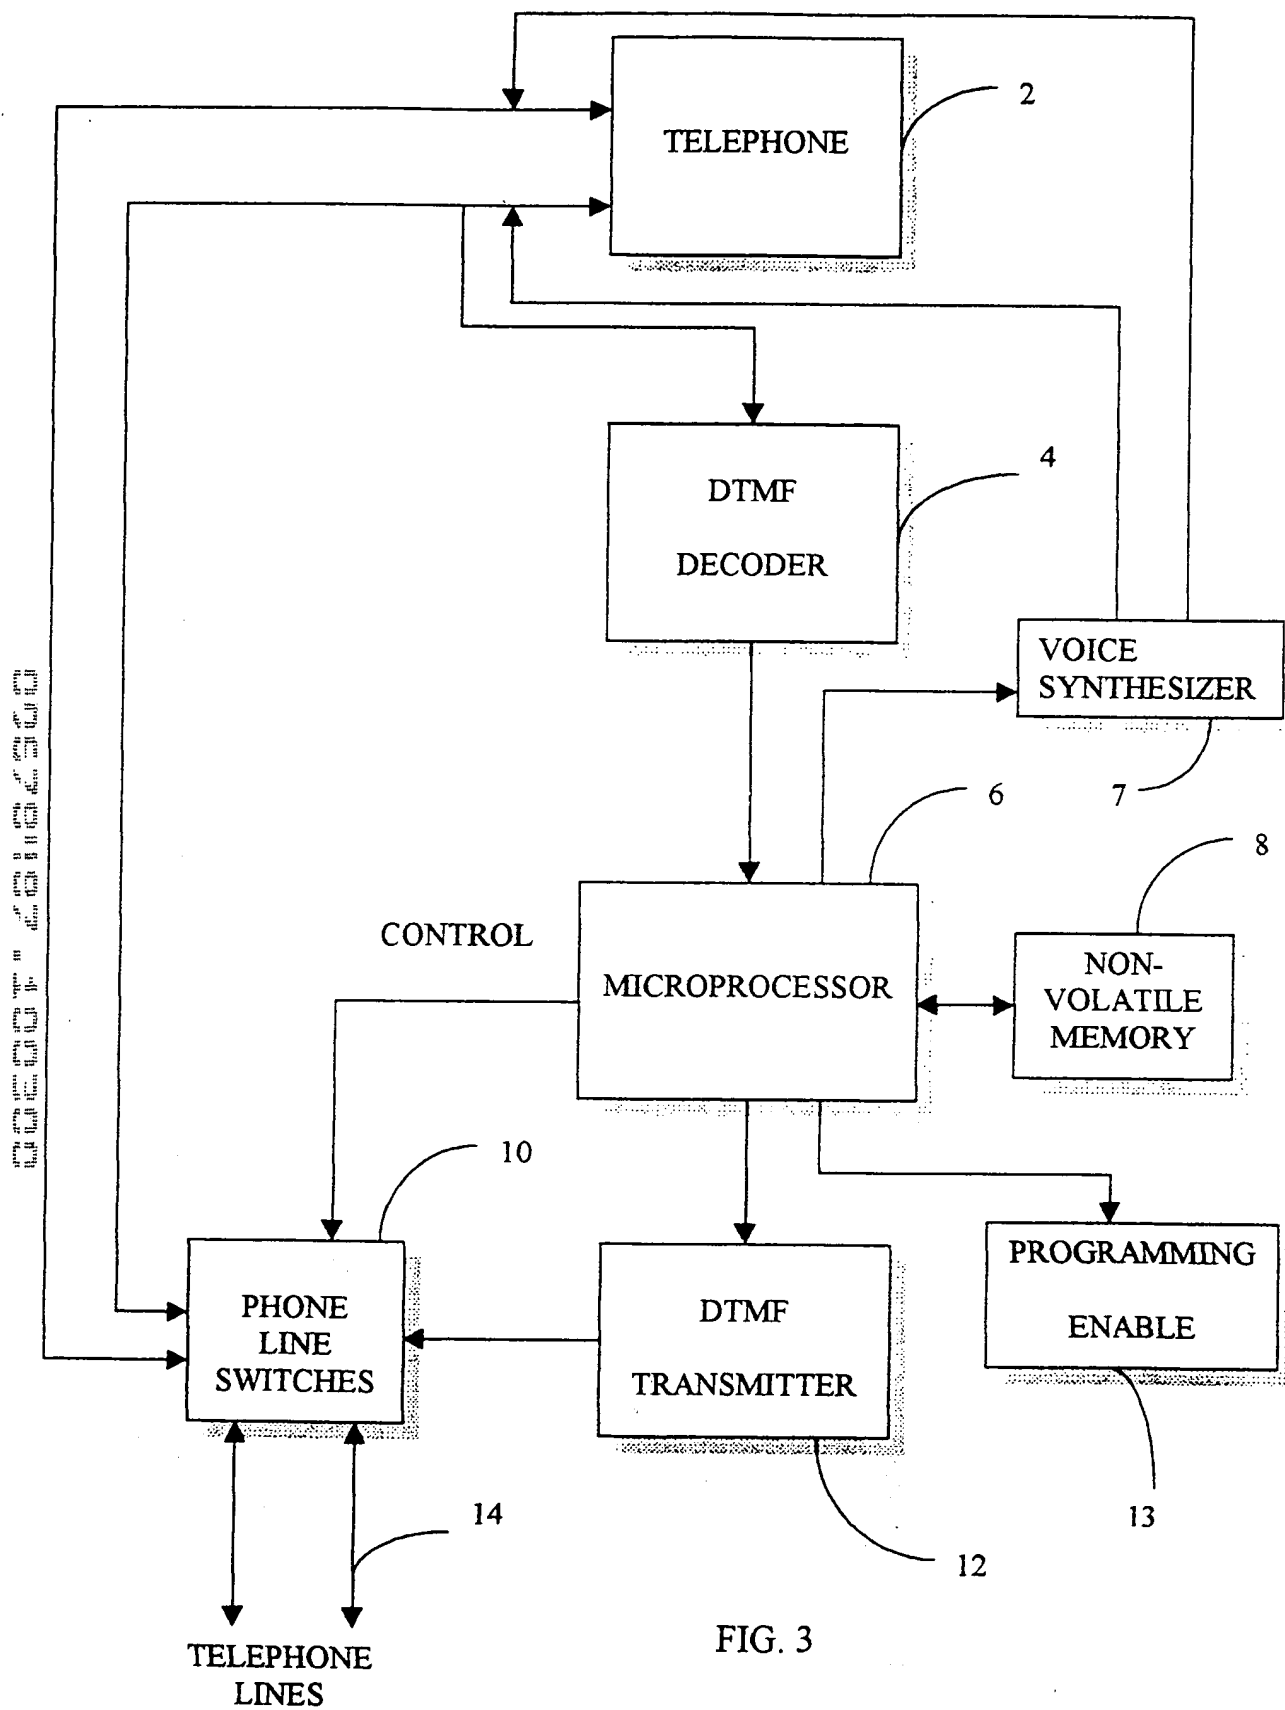 2
TELEPHONE
4
DTMF
DECODER
VOICE
SYNTHESIZER
7
6
8
CONTROL
MICROPROCESSOR
NON-
VOLATILE
MEMORY
10
PROGRAMMING
ENABLE
PHONE
LINE
SWITCHES
DTMF
TRANSMITTER
13
14
12
FIG. 3
TELEPHONE
LINES